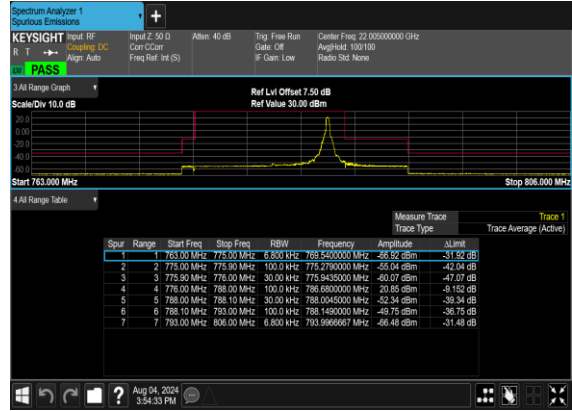 Spectrum Analyzer 1
Spurious Emissions
KEYSIGHT Input: RF Input Z: 50 Ω Atten: 40 dB Trig: Free Run Center Freq: 22.005000000 GHz
R T Coupling: DC Corr CCorr Gate: Off Avg|Hold: 100/100
Align: Auto Freq Ref: Int (S) IF Gain: Low Radio Std: None
LW PASS
3 All Range Graph
Ref Lvl Offset 7.50 dB
Scale/Div 10.0 dB Ref Value 30.00 dBm
20.0
0.00
-20.0
-40.0
-60.0
Start 763.000 MHz Stop 806.000 MHz
4 All Range Table
Measure Trace Trace 1
Trace Type Trace Average (Active)
Spur Range Start Freq Stop Freq RBW Frequency Amplitude ΔLimit
1 1 763.00 MHz 775.00 MHz 6.800 kHz 769.5400000 MHz -66.92 dBm -31.92 dB
2 2 775.00 MHz 775.90 MHz 100.0 kHz 775.2790000 MHz -55.04 dBm -42.04 dB
3 3 775.90 MHz 776.00 MHz 30.00 kHz 775.9435000 MHz -60.07 dBm -47.07 dB
4 4 776.00 MHz 788.00 MHz 100.0 kHz 786.6800000 MHz 20.85 dBm -9.152 dB
5 5 788.00 MHz 788.10 MHz 30.00 kHz 788.0045000 MHz -52.34 dBm -39.34 dB
6 6 788.10 MHz 793.00 MHz 100.0 kHz 788.1490000 MHz -49.75 dBm -36.75 dB
7 7 793.00 MHz 806.00 MHz 6.800 kHz 793.9966667 MHz -66.48 dBm -31.48 dB
Aug 04, 2024
3:54:33 PM